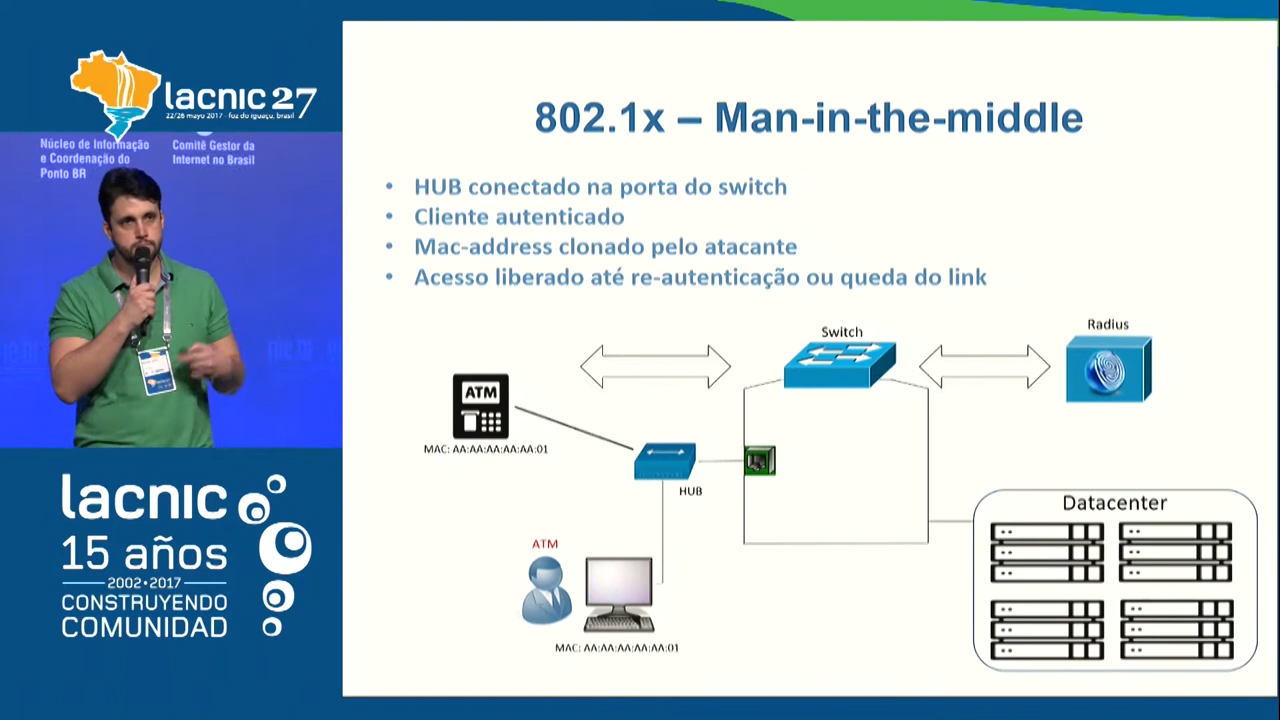 lacnic 27
22/26 mayo 2017 - foz do iguaçu, brasil
Núcleo de Informação
e Coordenação do
Ponto BR
Comitê Gestor da
Internet no Brasil
lacnic
15 años
2002•2017
CONSTRUYENDO
COMUNIDAD
802.1x – Man-in-the-middle
• HUB conectado na porta do switch
• Cliente autenticado
• Mac-address clonado pelo atacante
• Acesso liberado até re-autenticação ou queda do link
Switch
Radius
ATM
MAC: AA:AA:AA:AA:AA:01
HUB
Datacenter
ATM
MAC: AA:AA:AA:AA:AA:01